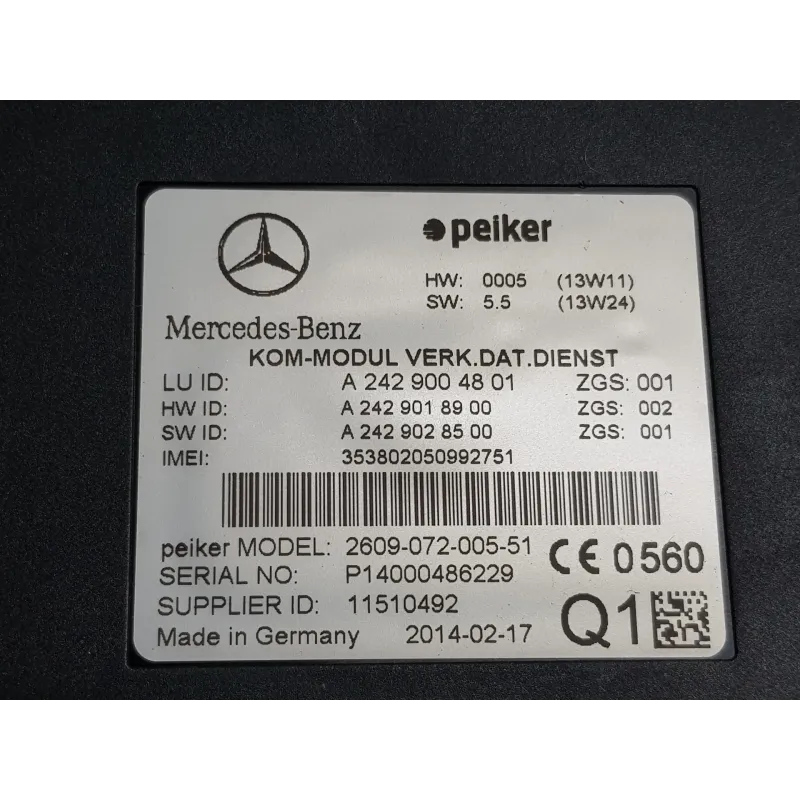 peiker
HW: 0005 (13W11)
SW: 5.5 (13W24)
Mercedes-Benz
KOM-MODUL VERK.DAT.DIENST
LU ID: A 242 900 48 01 ZGS: 001
HW ID: A 242 901 89 00 ZGS: 002
SW ID: A 242 902 85 00 ZGS: 001
IMEI: 353802050992751
peiker MODEL: 2609-072-005-51
CE 0560
SERIAL NO: P14000486229
SUPPLIER ID: 11510492
Q1
Made in Germany 2014-02-17